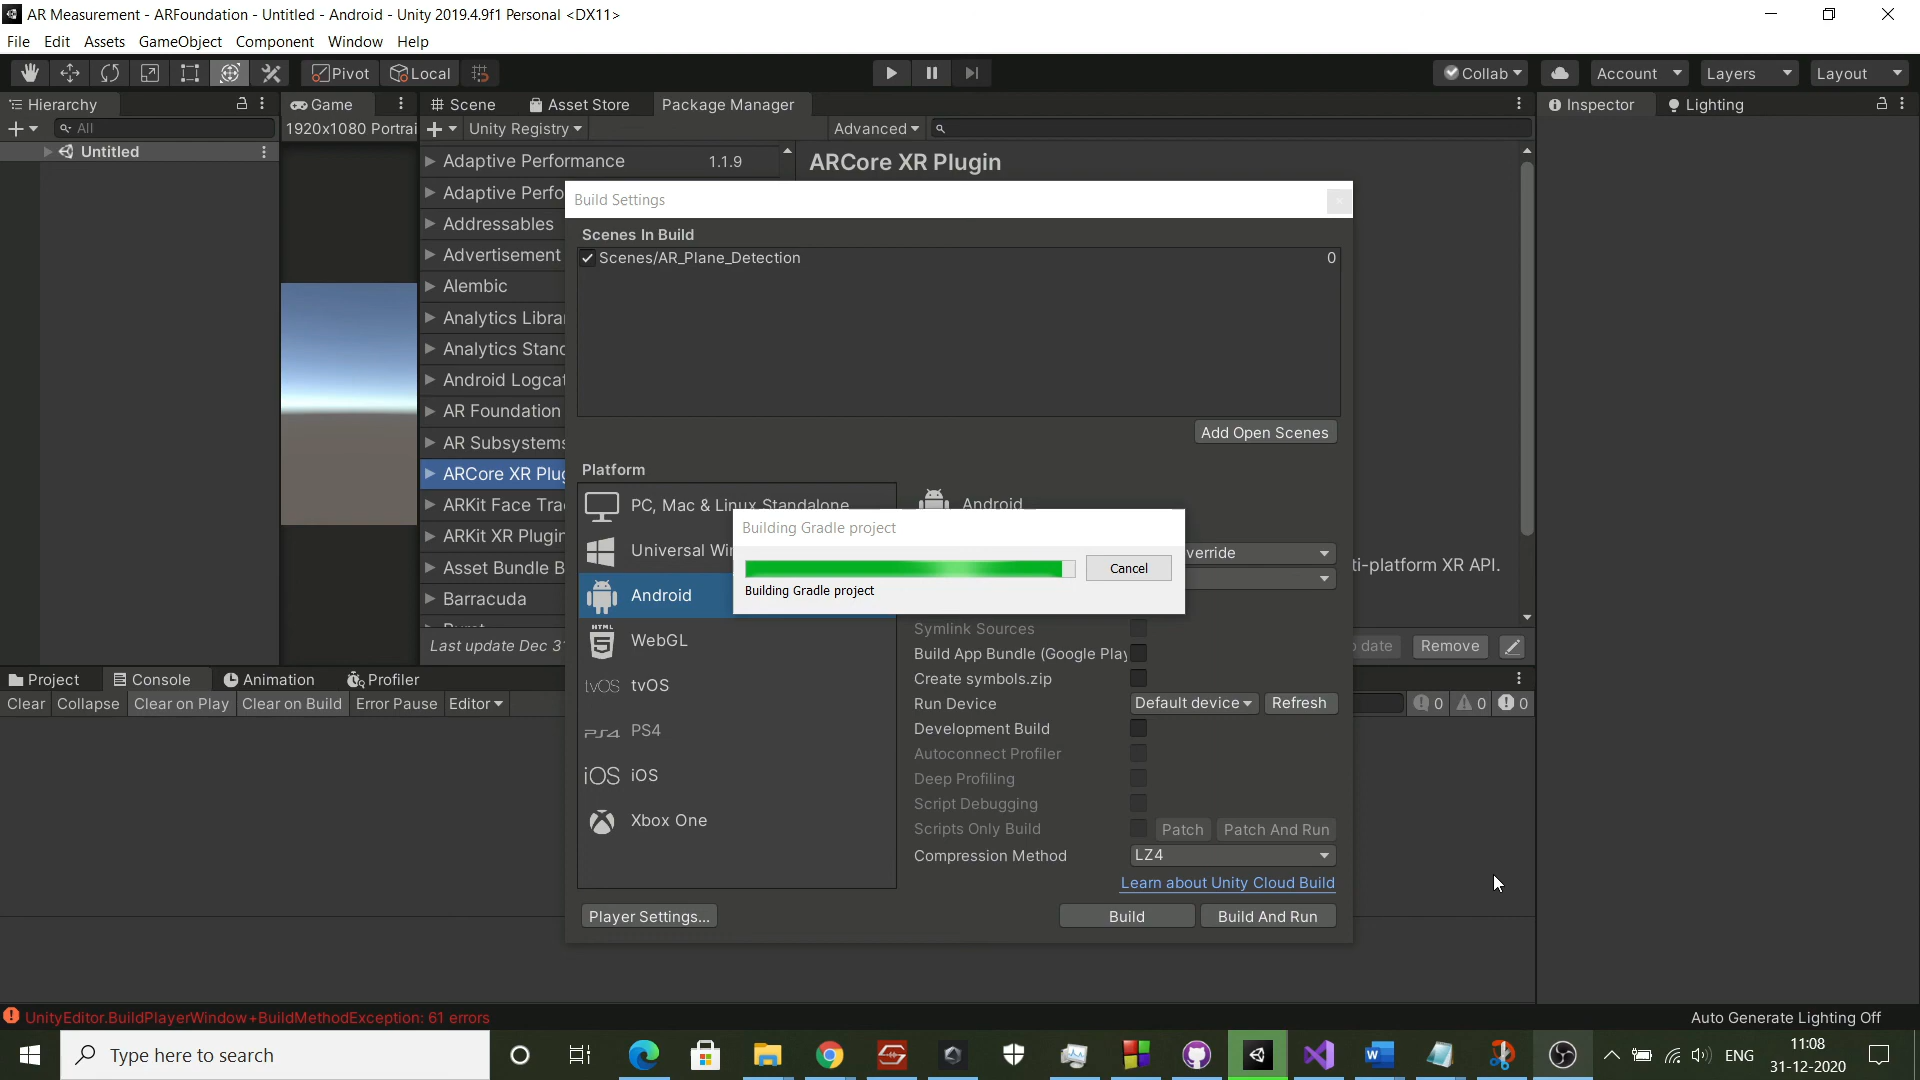 AR Measurement - ARFoundation - Untitled - Android - Unity 2019.4.9f1 Personal <DX11>
File Edit Assets GameObject Component Window Help
Pivot Local Collab Account Layers Layout
Hierarchy Game Scene Asset Store Package Manager Inspector Lighting
All 1920x1080 Portrai Unity Registry Advanced
Untitled
Adaptive Performance 1.1.9
ARCore XR Plugin
Adaptive Perfo
Addressables
Advertisement
Alembic
Analytics Librar
Analytics Stand
Android Logcat
AR Foundation
AR Subsystems
ARCore XR Plug
ARKit Face Trac
ARKit XR Plugin
Asset Bundle B
Barracuda
Last update Dec 31
ti-platform XR API.
date Remove
Build Settings
Scenes In Build
Scenes/AR_Plane_Detection 0
Add Open Scenes
Platform
PC, Mac & Linux Standalone
Universal Wi
Android
HTML
5 WebGL
tvOS tvOS
PS4 PS4
iOS iOS
Xbox One
Android
verride
Building Gradle project
Cancel
Building Gradle project
Symlink Sources
Build App Bundle (Google Play
Create symbols.zip
Run Device Default device Refresh
Development Build
Autoconnect Profiler
Deep Profiling
Script Debugging
Scripts Only Build Patch Patch And Run
Compression Method LZ4
Learn about Unity Cloud Build
Player Settings... Build Build And Run
Project Console Animation Profiler
Clear Collapse Clear on Play Clear on Build Error Pause Editor 0 0 0
UnityEditor.BuildPlayerWindow+BuildMethodException: 61 errors
Auto Generate Lighting Off
Type here to search
ENG
11:08
31-12-2020